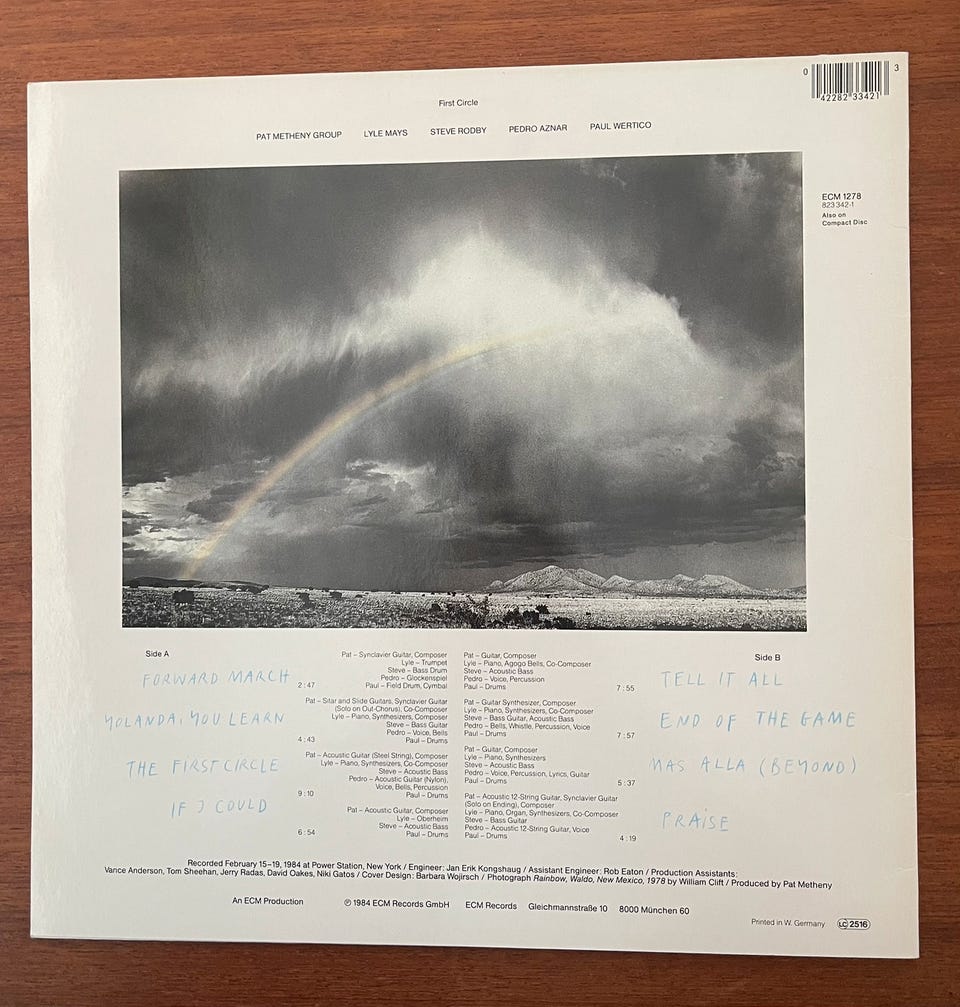 0 42282"33421 3
First Circle
PAT METHENY GROUP LYLE MAYS STEVE RODBY PEDRO AZNAR PAUL WERTICO
ECM 1278
823 342-1
Also on
Compact Disc
Side A
FORWARD MARCH 2:47
Pat – Synclavier Guitar, Composer
Lyle – Trumpet
Steve – Bass Drum
Pedro – Glockenspiel
Paul – Field Drum, Cymbal
YOLANDA, YOU LEARN 4:43
Pat – Sitar and Slide Guitars, Synclavier Guitar
(Solo on Out-Chorus), Co-Composer
Lyle – Piano, Synthesizers, Composer
Steve – Bass Guitar
Pedro – Voice, Bells
Paul – Drums
THE FIRST CIRCLE 9:10
Pat – Acoustic Guitar (Steel String), Composer
Lyle – Piano, Synthesizers, Co-Composer
Steve – Acoustic Bass
Pedro – Acoustic Guitar (Nylon),
Voice, Bells, Percussion
Paul – Drums
IF I COULD 6:54
Pat – Acoustic Guitar, Composer
Lyle – Oberheim
Steve – Acoustic Bass
Paul – Drums
Side B
Pat – Guitar, Composer
Lyle – Piano, Agogo Bells, Co-Composer
Steve – Acoustic Bass
Pedro – Voice, Percussion
Paul – Drums
7:55 TELL IT ALL
Pat – Guitar Synthesizer, Composer
Lyle – Piano, Synthesizers, Co-Composer
Steve – Bass Guitar, Acoustic Bass
Pedro – Bells, Whistle, Percussion, Voice
Paul – Drums
7:57 END OF THE GAME
Pat – Guitar, Composer
Lyle – Piano, Synthesizers
Steve – Acoustic Bass
Pedro – Voice, Percussion, Lyrics, Guitar
Paul – Drums
5:37 MAS ALLA (BEYOND)
Pat – Acoustic 12-String Guitar, Synclavier Guitar
(Solo on Ending), Composer
Lyle – Piano, Organ, Synthesizers, Co-Composer
Steve – Bass Guitar
Pedro – Acoustic 12-String Guitar, Voice
Paul – Drums
4:19 PRAISE
Recorded February 15–19, 1984 at Power Station, New York / Engineer: Jan Erik Kongshaug / Assistant Engineer: Rob Eaton / Production Assistants:
Vance Anderson, Tom Sheehan, Jerry Radas, David Oakes, Niki Gatos / Cover Design: Barbara Wojirsch / Photograph Rainbow, Waldo, New Mexico, 1978 by William Clift / Produced by Pat Metheny
An ECM Production ℗ 1984 ECM Records GmbH ECM Records Gleichmannstraße 10 8000 München 60
Printed in W. Germany LC 2516